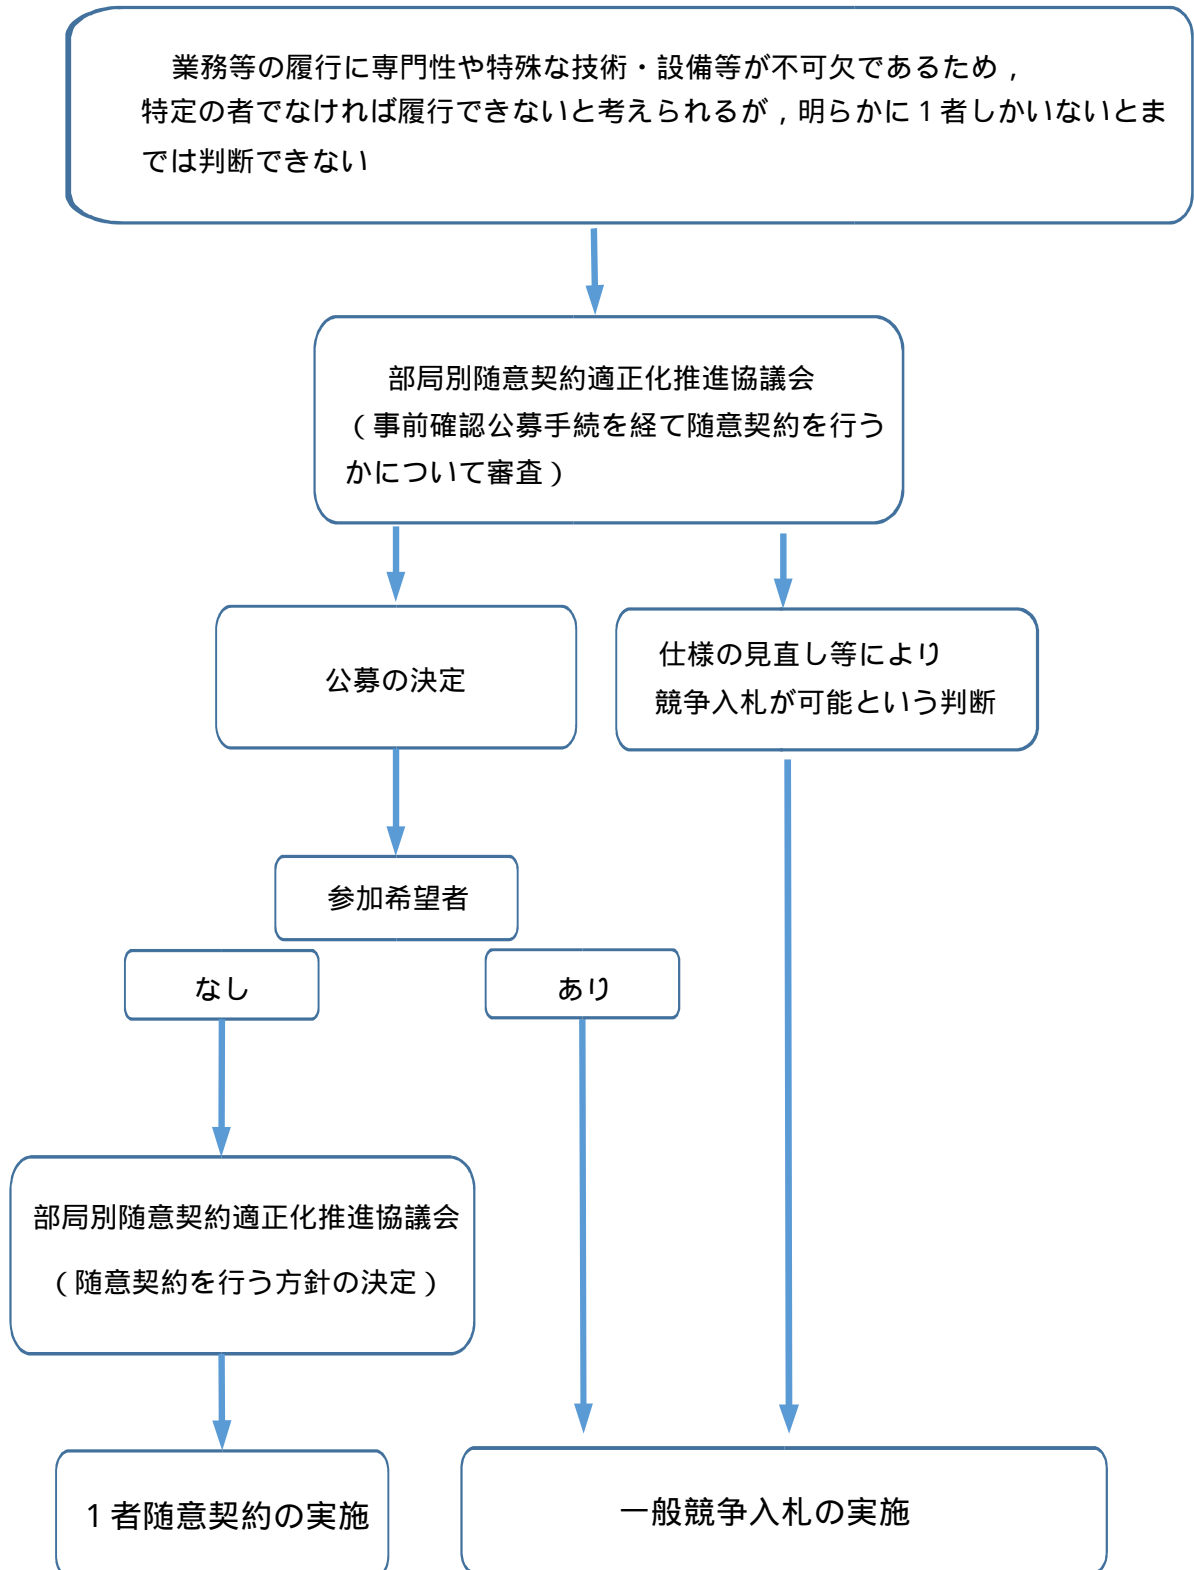 業務等の履行に専門性や特殊な技術・設備等が不可欠であるため，
特定の者でなければ履行できないと考えられるが，明らかに１者しかいないとま
では判断できない
部局別随意契約適正化推進協議会
（事前確認公募手続を経て随意契約を行う
かについて審査）
公募の決定
仕様の見直し等により
競争入札が可能という判断
参加希望者
なし
あり
部局別随意契約適正化推進協議会
（随意契約を行う方針の決定）
１者随意契約の実施
一般競争入札の実施